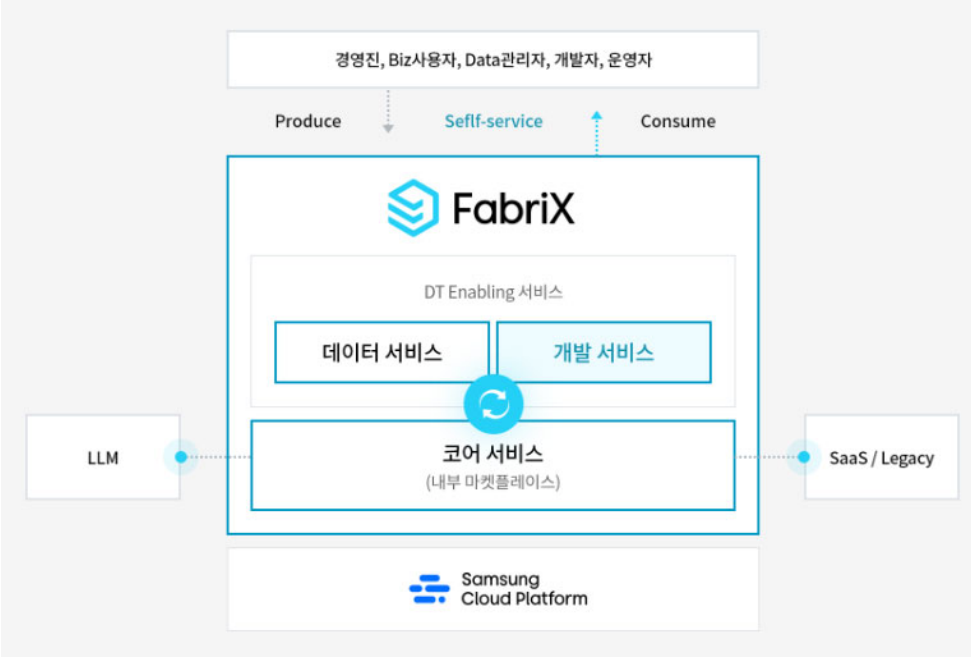 경영진, Biz사용자, Data관리자, 개발자, 운영자
Produce
Seflf-service
Consume
FabriX
DT Enabling 서비스
데이터 서비스
개발 서비스
LLM
코어 서비스
(내부 마켓플레이스)
SaaS / Legacy
Samsung
Cloud Platform